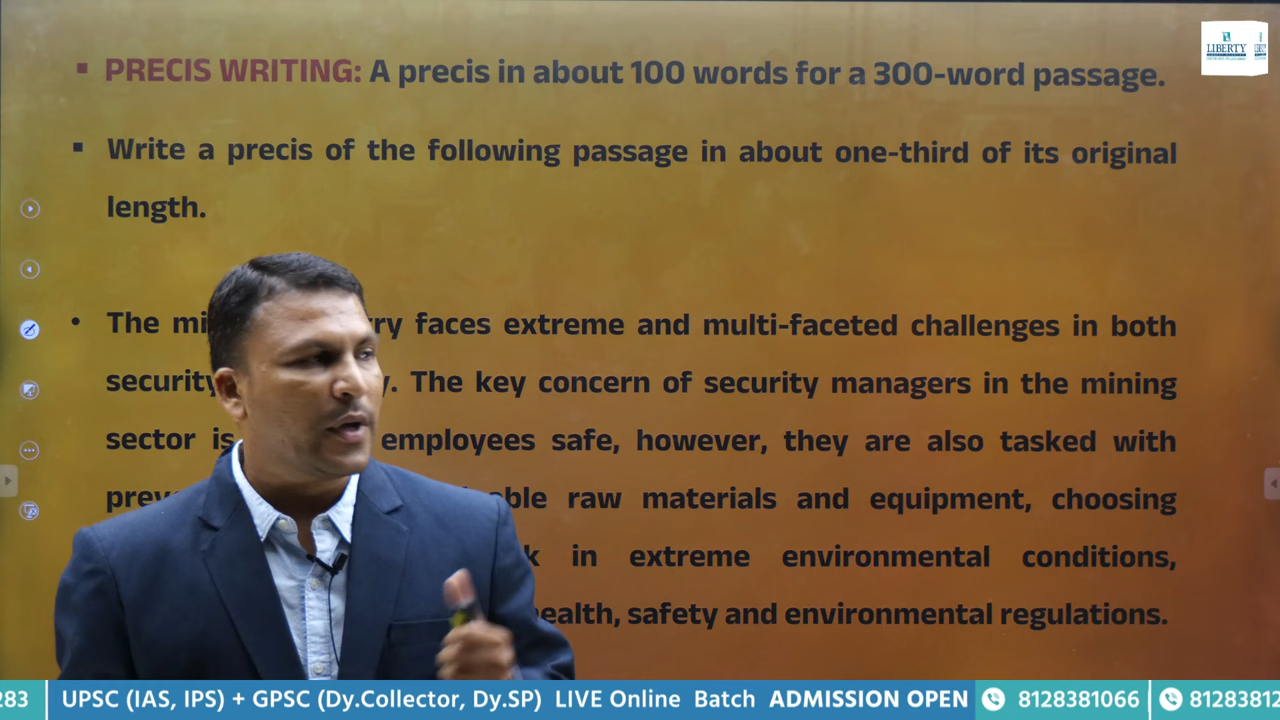 ▪ PRECIS WRITING: A precis in about 100 words for a 300-word passage.
▪ Write a precis of the following passage in about one-third of its original
length.
• The faces extreme and multi-faceted challenges in both
security The key concern of security managers in the mining
sector is employees safe, however, they are also tasked with
raw materials and equipment, choosing
in extreme environmental conditions,
safety and environmental regulations.
LIBERTY
283 UPSC (IAS, IPS) + GPSC (Dy.Collector, Dy.SP) LIVE Online Batch ADMISSION OPEN 8128381066 81283812